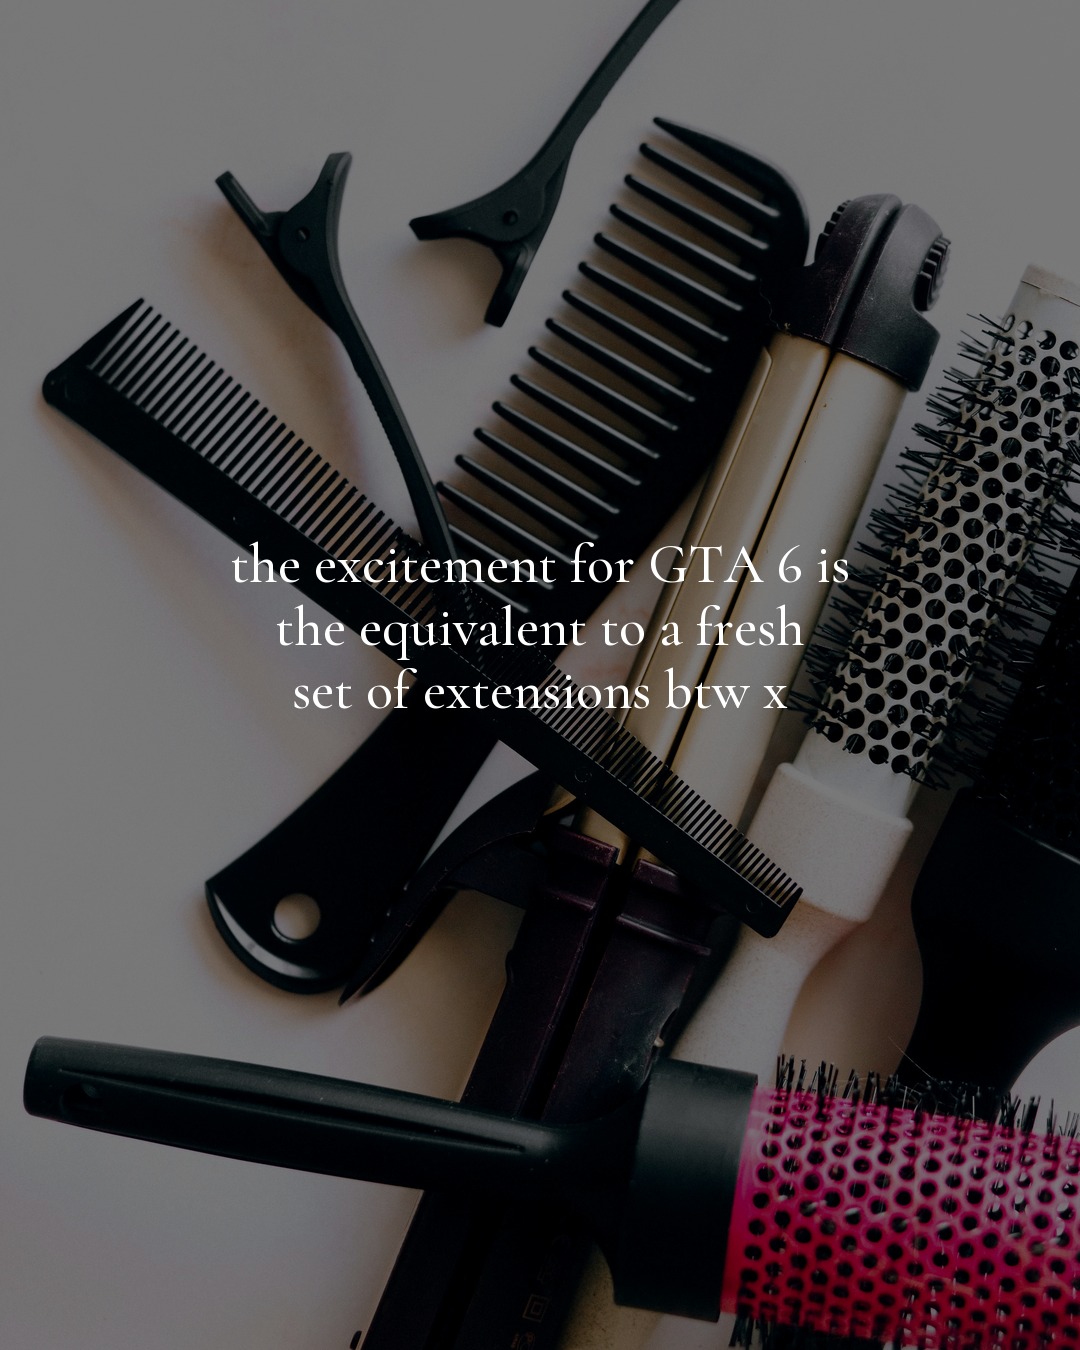 the excitement for GTA 6 is
the equivalent to a fresh
set of extensions btw x